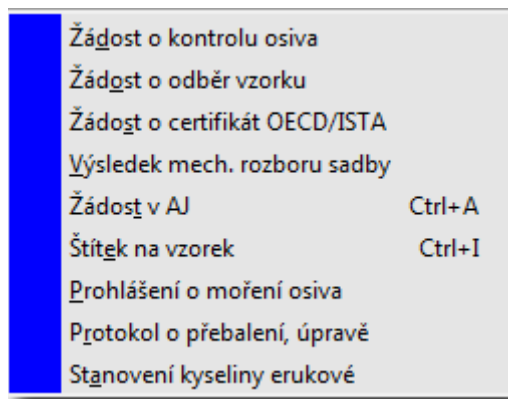 Žádost o kontrolu osiva
Žádost o odběr vzorku
Žádost o certifikát OECD/ISTA
Výsledek mech. rozboru sadby
Žádost v AJ Ctrl+A
Štítek na vzorek Ctrl+I
Prohlášení o moření osiva
Protokol o přebalení, úpravě
Stanovení kyseliny erukové